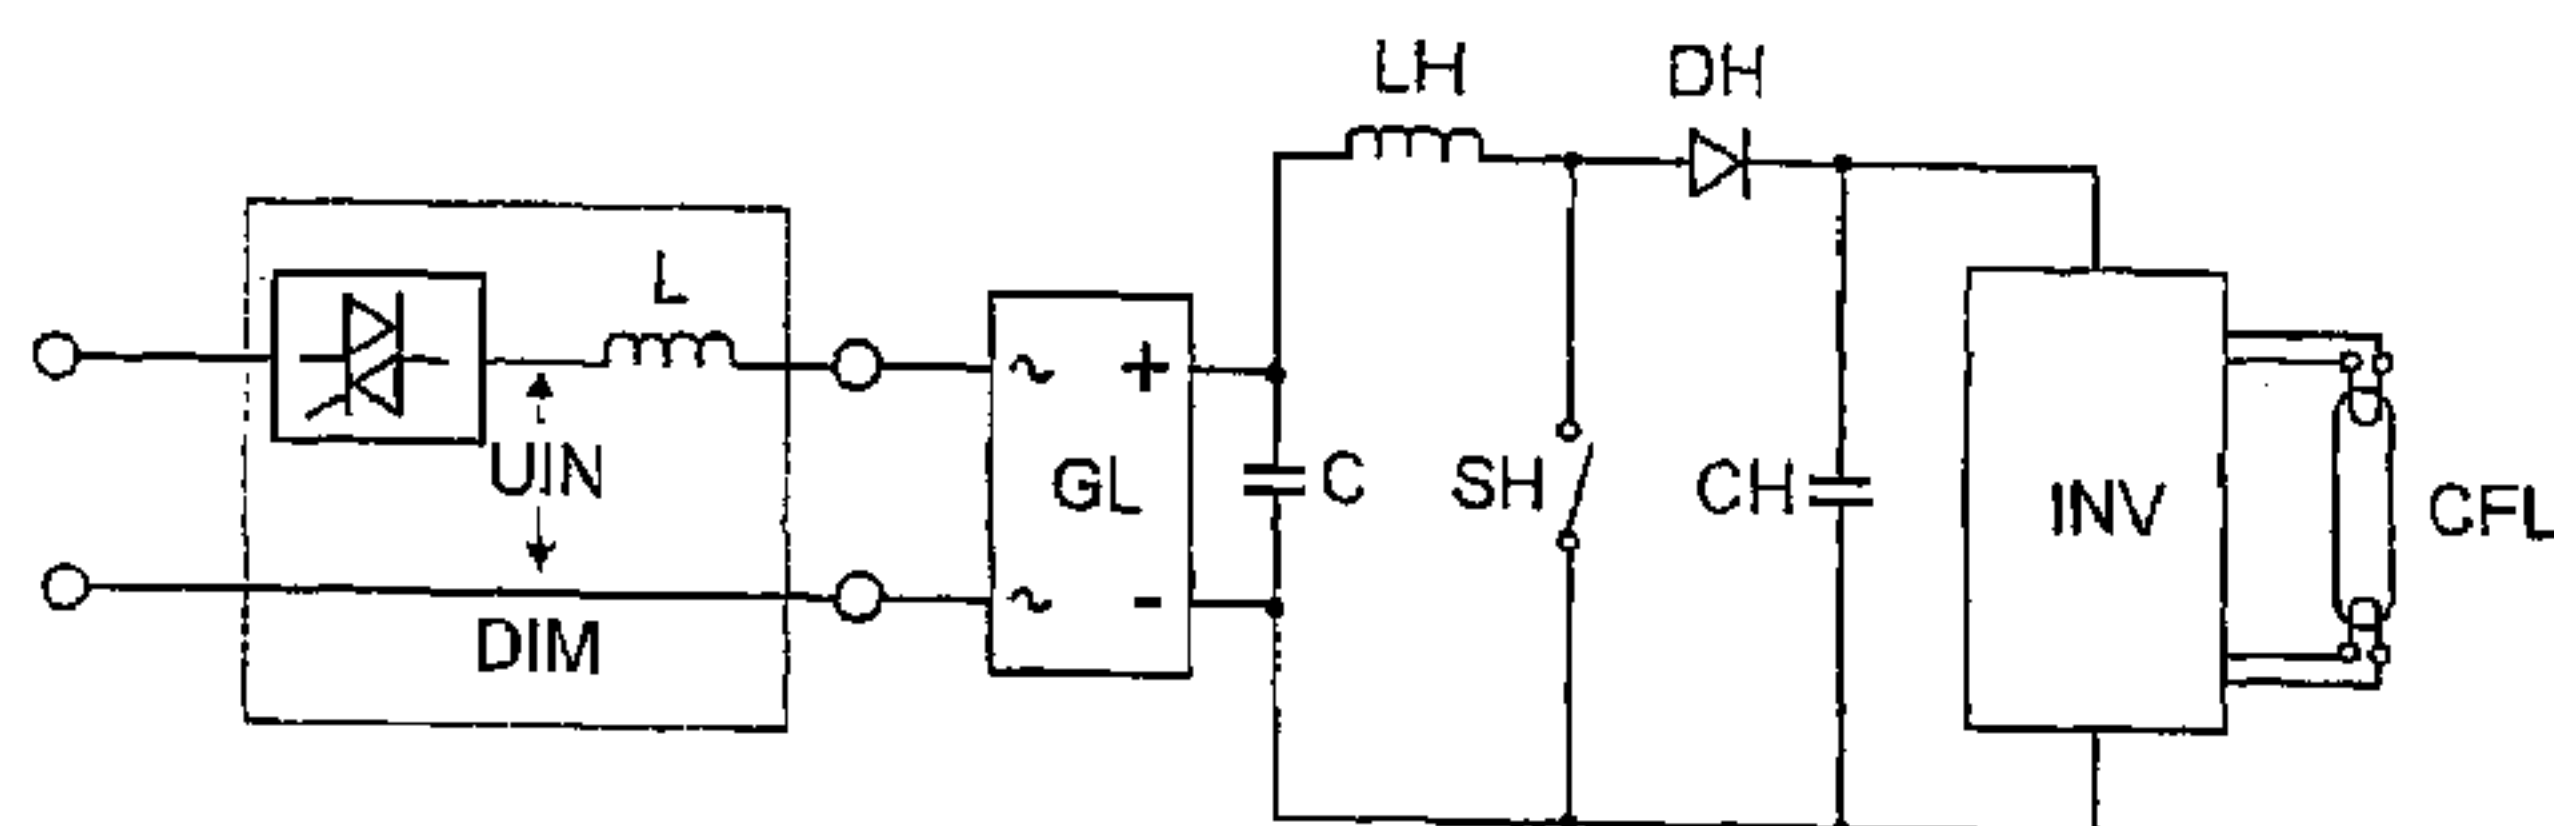 LH
DH
L
~
+
UIN
GL
C
SH
CH
INV
CFL
~
-
DIM